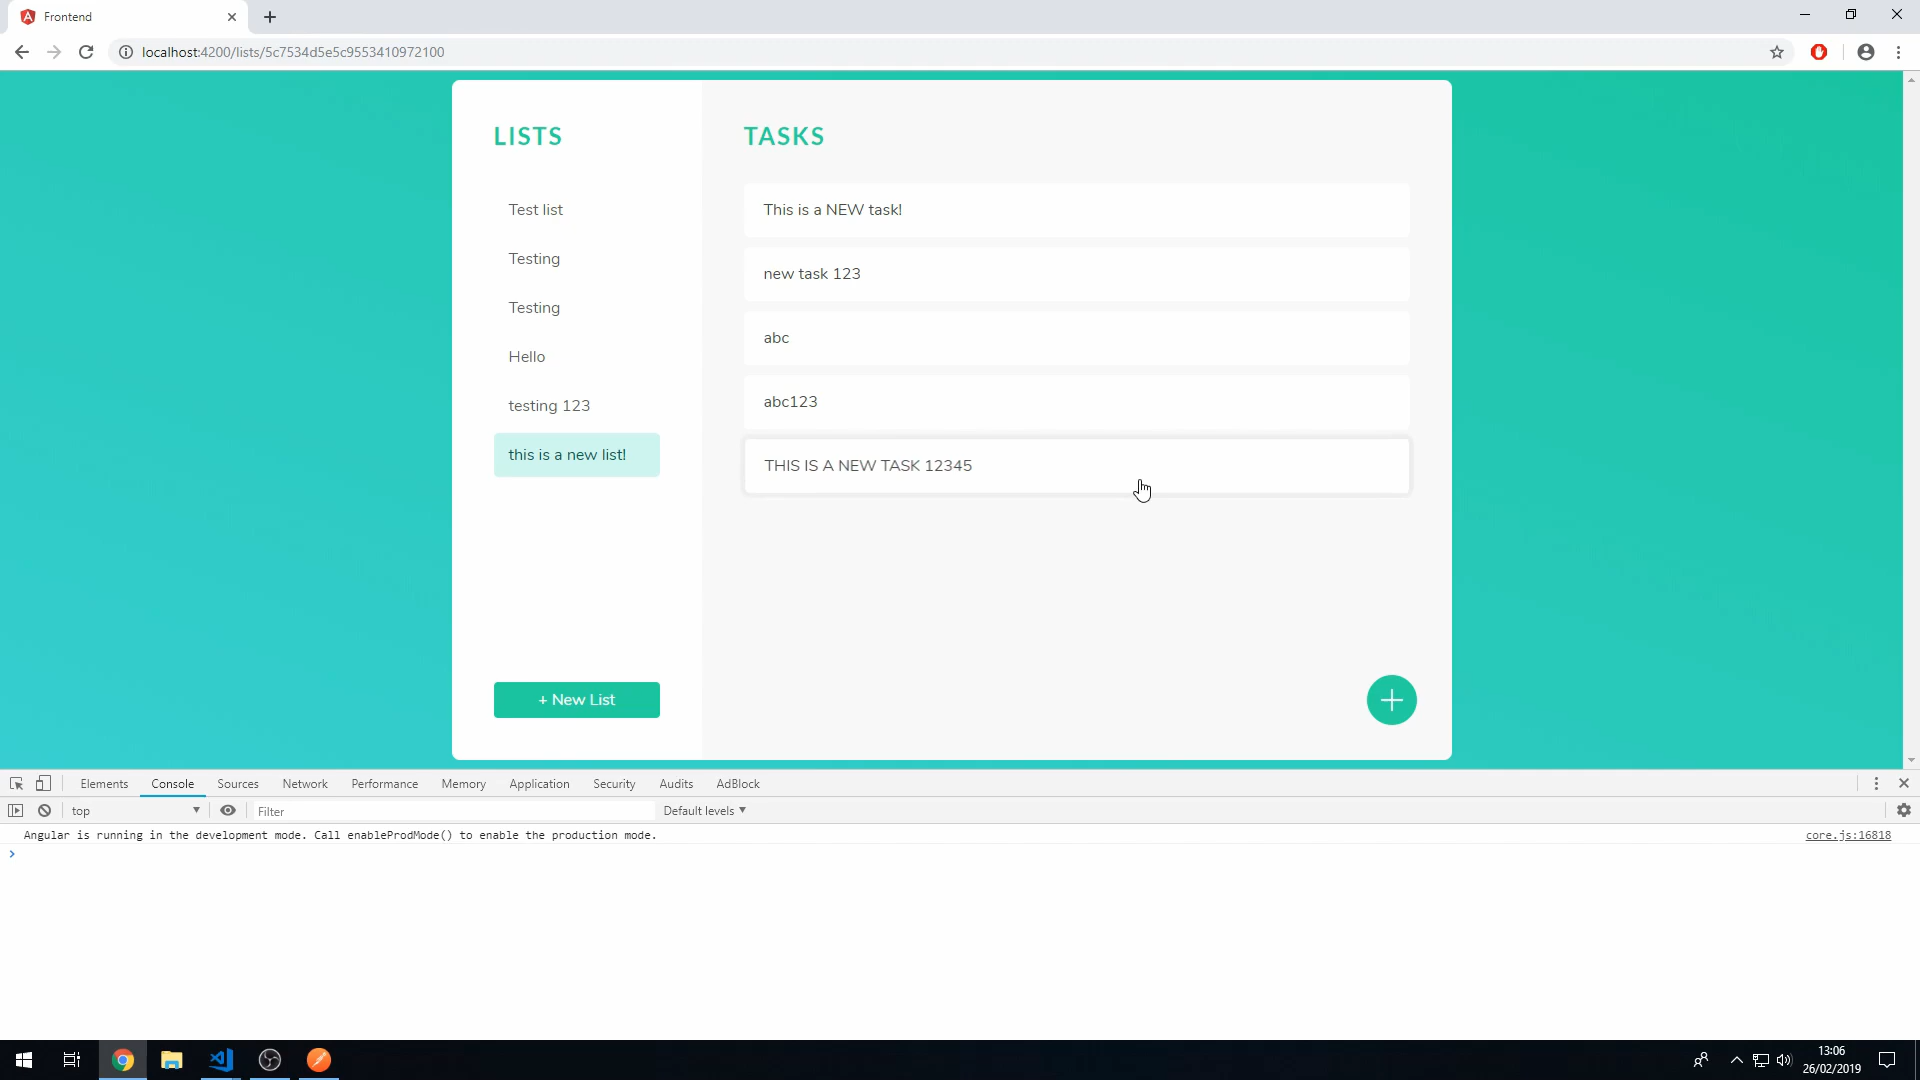 Frontend
localhost:4200/lists/5c7534d5e5c9553410972100
LISTS
Test list
Testing
Testing
Hello
testing 123
this is a new list!
+ New List
TASKS
This is a NEW task!
new task 123
abc
abc123
THIS IS A NEW TASK 12345
Elements Console Sources Network Performance Memory Application Security Audits AdBlock
top Filter Default levels
Angular is running in the development mode. Call enableProdMode() to enable the production mode. core.js:16818
13:06
26/02/2019